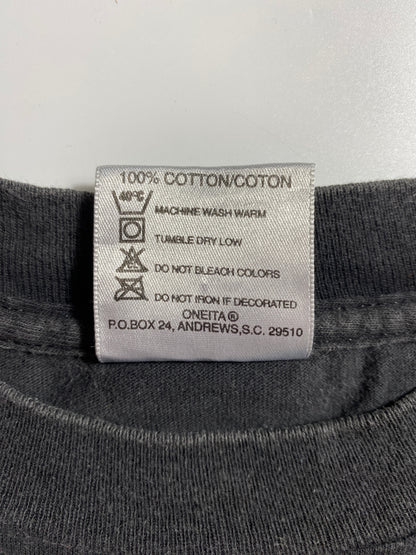 100% COTTON/COTON
40°C MACHINE WASH WARM
TUMBLE DRY LOW
DO NOT BLEACH COLORS
DO NOT IRON IF DECORATED
ONEITA®
P.O.BOX 24, ANDREWS,S.C. 29510